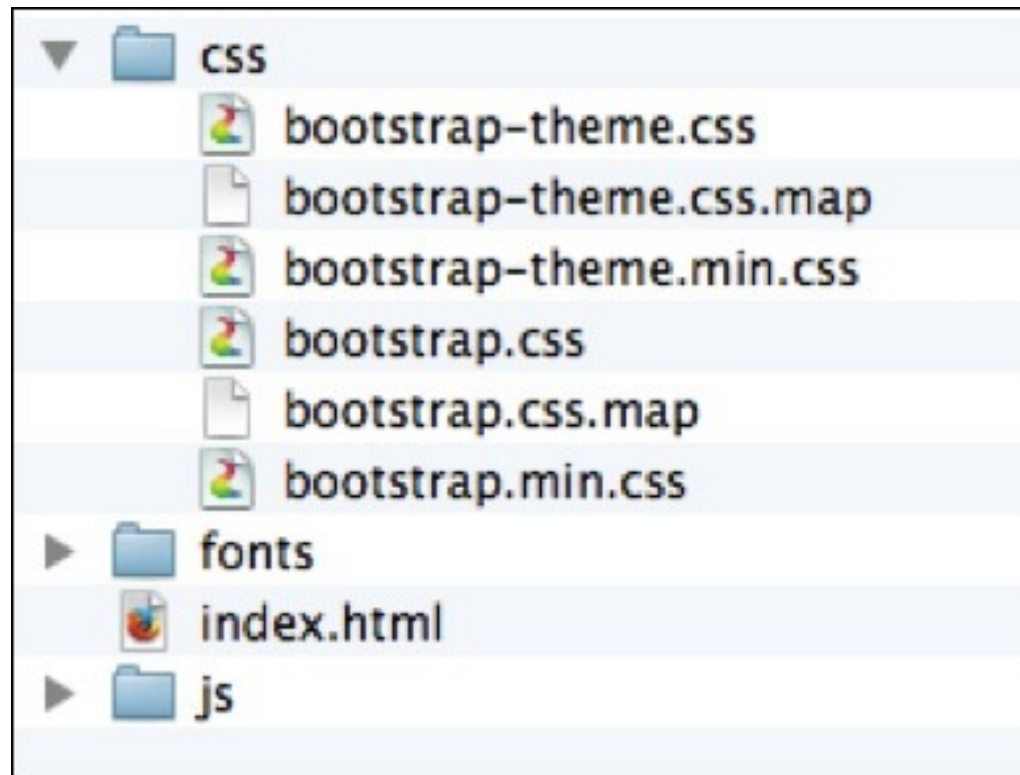 css
bootstrap-theme.css
bootstrap-theme.css.map
bootstrap-theme.min.css
bootstrap.css
bootstrap.css.map
bootstrap.min.css
fonts
index.html
js